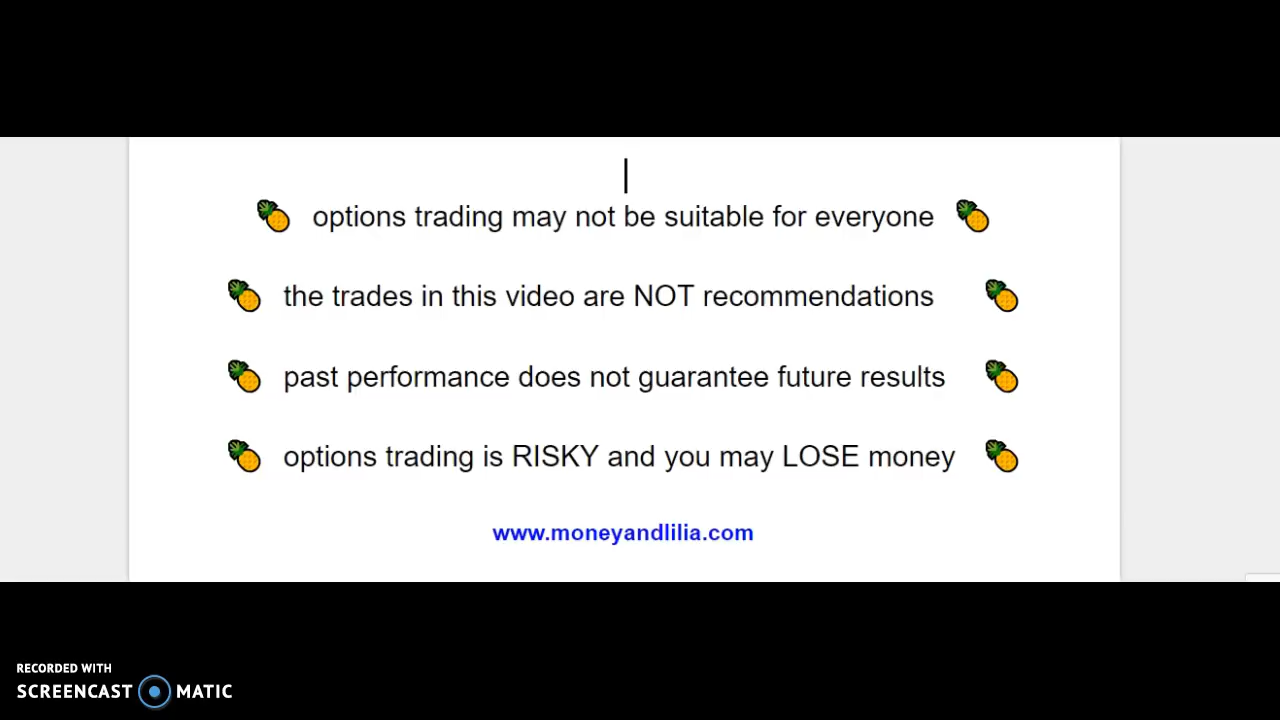 options trading may not be suitable for everyone
the trades in this video are NOT recommendations
past performance does not guarantee future results
options trading is RISKY and you may LOSE money
www.moneyandlilia.com
RECORDED WITH
SCREENCAST MATIC